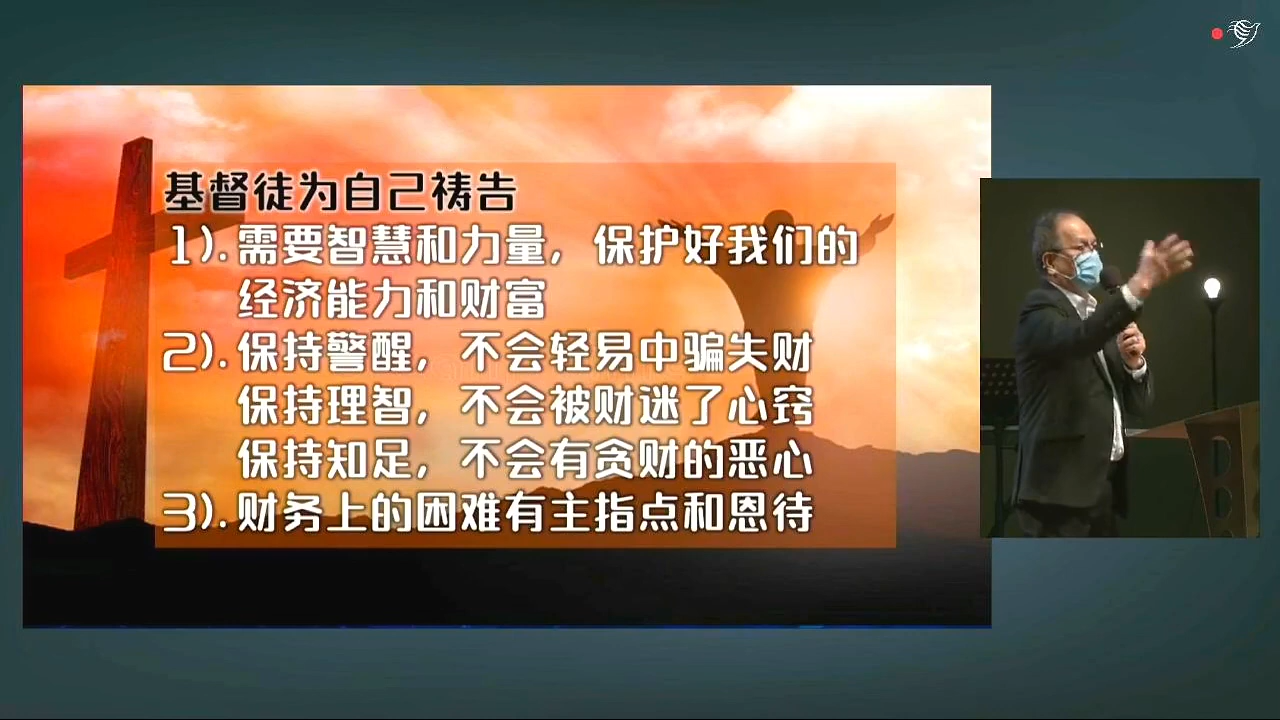 基督徒为自己祷告
1).需要智慧和力量，保护好我们的
经济能力和财富
2).保持警醒，不会轻易中骗失财
保持理智，不会被财迷了心窍
保持知足，不会有贪财的恶心
3).财务上的困难有主指点和恩待